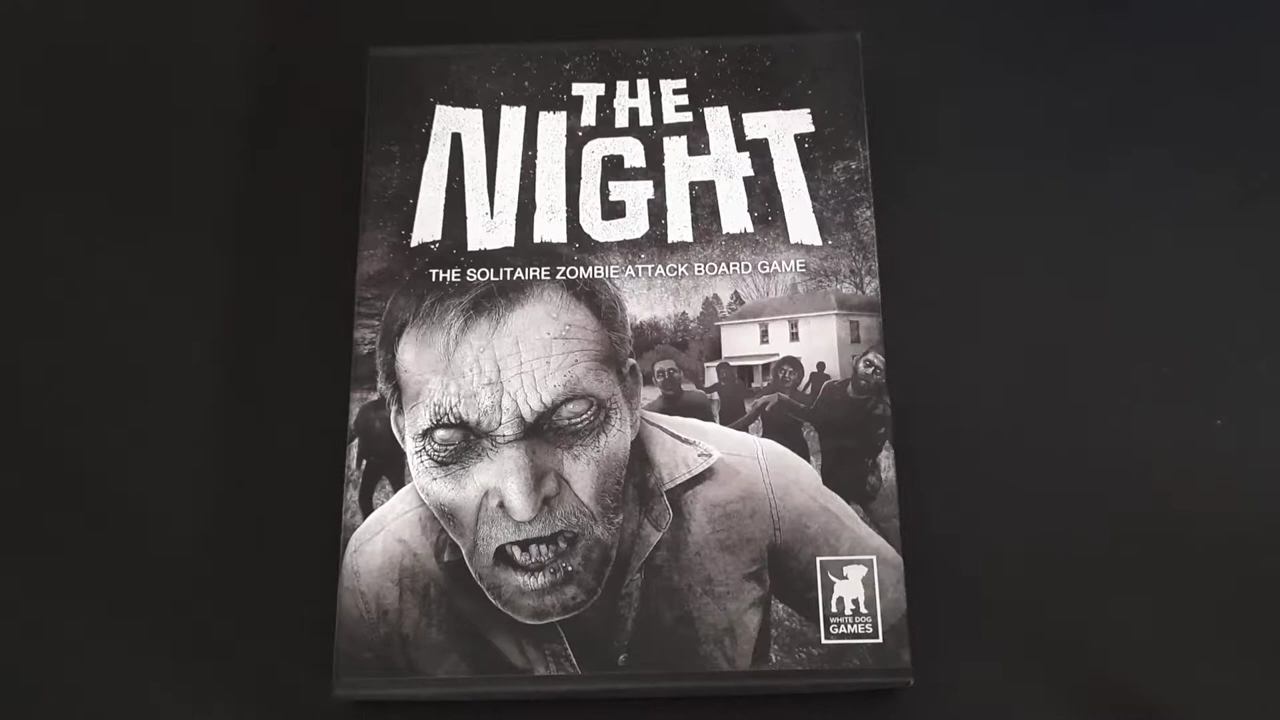 THE
NIGHT
THE SOLITAIRE ZOMBIE ATTACK BOARD GAME
WHITE DOG
GAMES